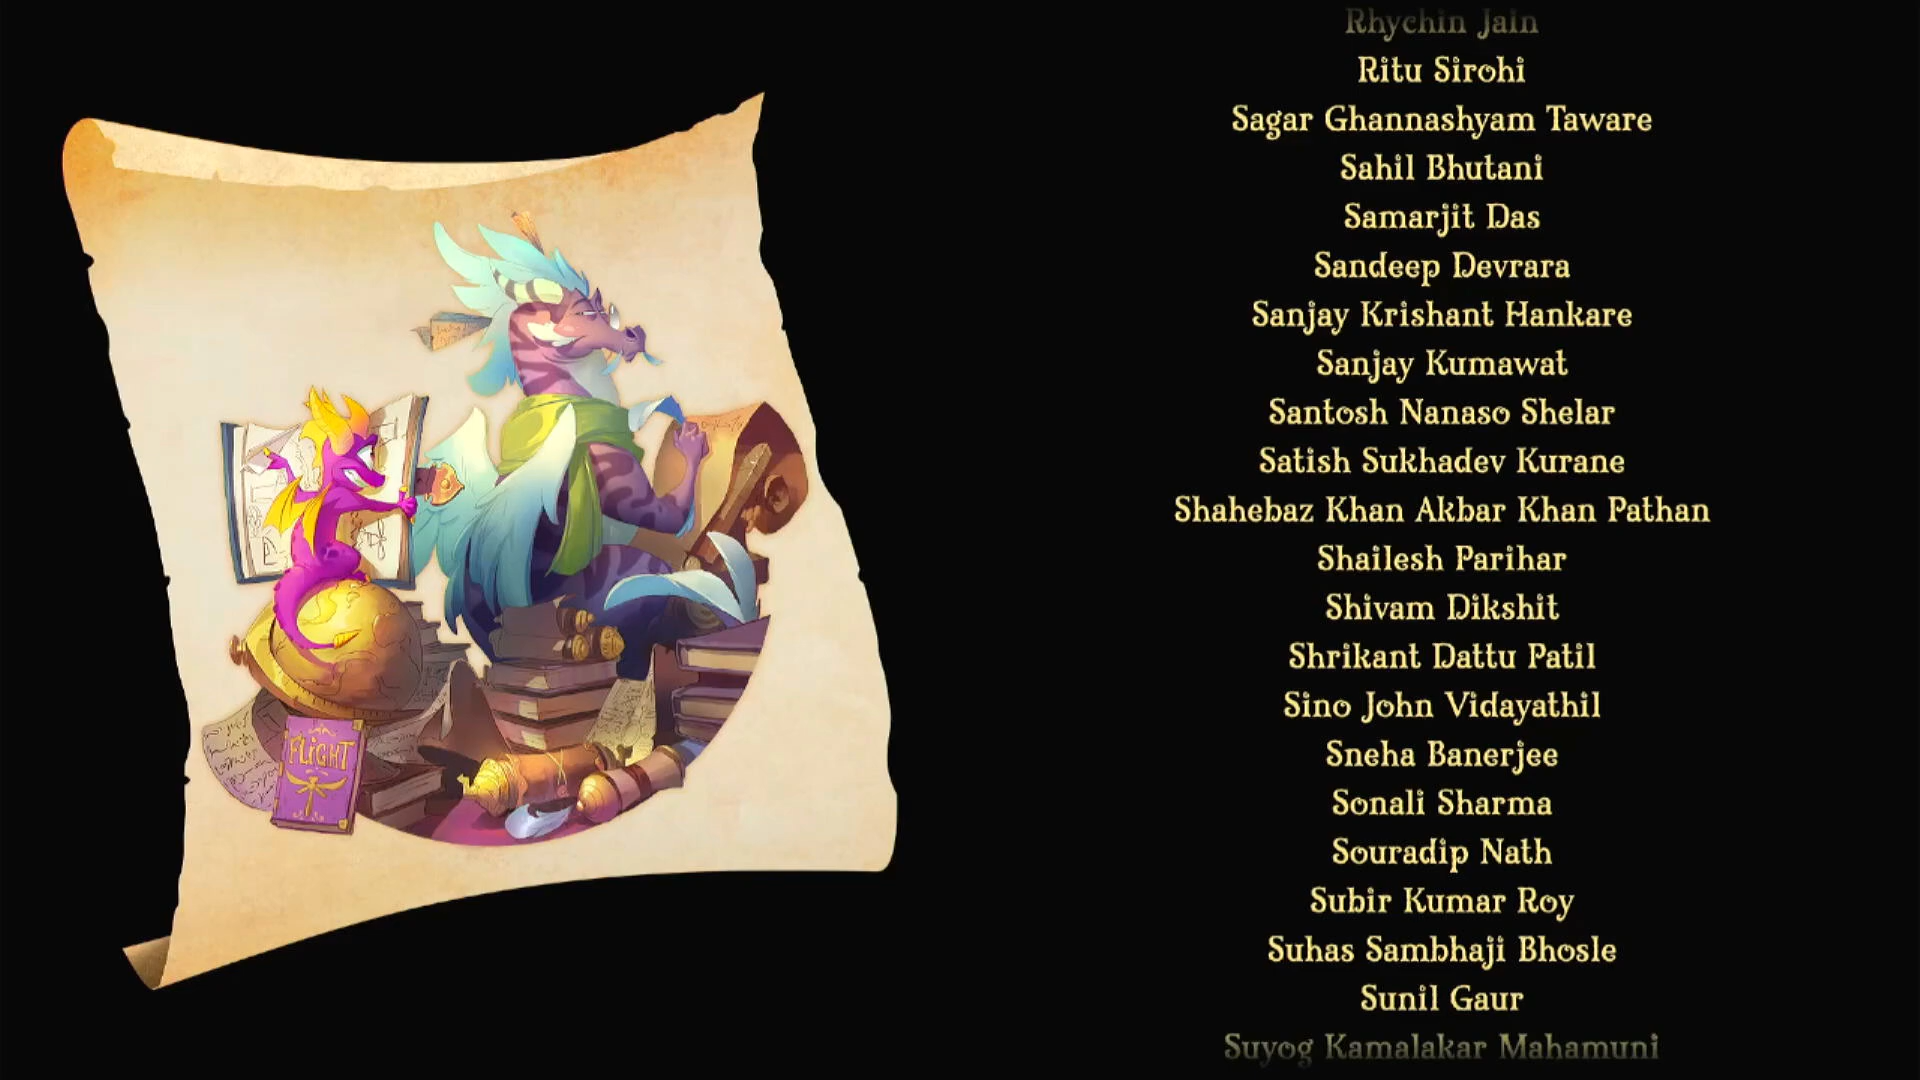 FLIGHT
Rhychin Jain
Ritu Sirohi
Sagar Ghannashyam Taware
Sahil Bhutani
Samarjit Das
Sandeep Devrara
Sanjay Krishant Hankare
Sanjay Kumawat
Santosh Nanaso Shelar
Satish Sukhadev Kurane
Shahebaz Khan Akbar Khan Pathan
Shailesh Parihar
Shivam Dikshit
Shrikant Dattu Patil
Sino John Vidayathil
Sneha Banerjee
Sonali Sharma
Souradip Nath
Subir Kumar Roy
Suhas Sambhaji Bhosle
Sunil Gaur
Suyog Kamalakar Mahamuni